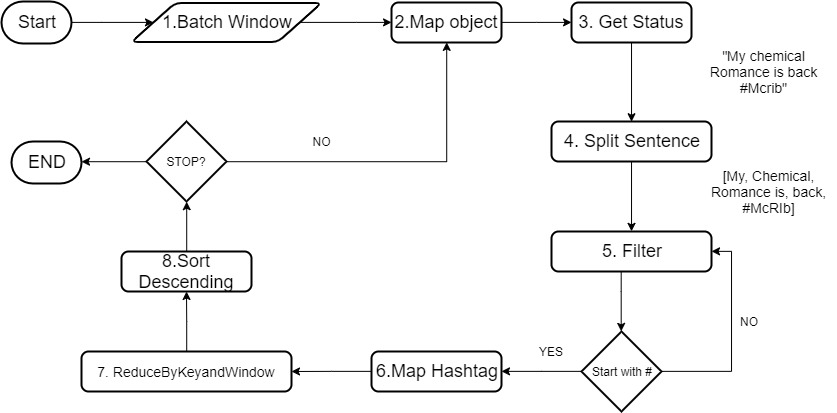 Start
1.Batch Window
2.Map object
3. Get Status
"My chemical
Romance is back
#Mcrib"
4. Split Sentence
[My, Chemical,
Romance is, back,
#McRIb]
5. Filter
NO
Start with #
YES
6.Map Hashtag
7. ReduceByKeyandWindow
8.Sort
Descending
STOP?
NO
END